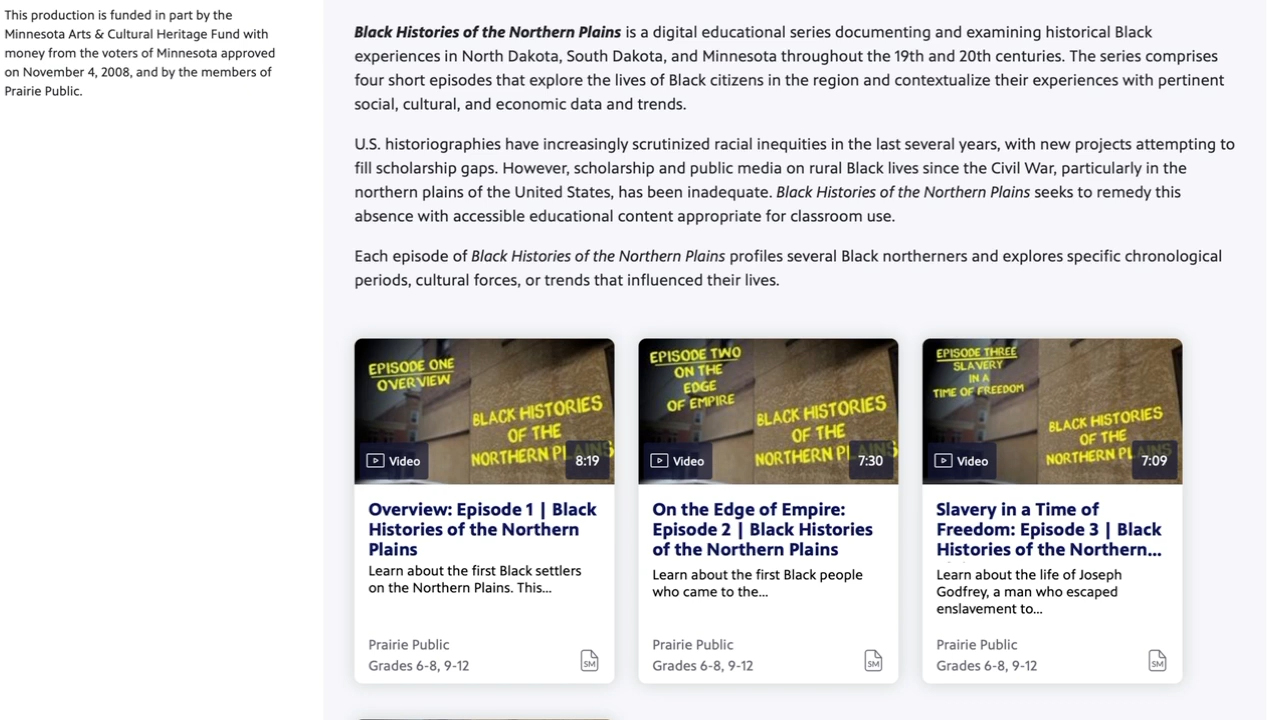 This production is funded in part by the
Minnesota Arts & Cultural Heritage Fund with
money from the voters of Minnesota approved
on November 4, 2008, and by the members of
Prairie Public.
Black Histories of the Northern Plains is a digital educational series documenting and examining historical Black
experiences in North Dakota, South Dakota, and Minnesota throughout the 19th and 20th centuries. The series comprises
four short episodes that explore the lives of Black citizens in the region and contextualize their experiences with pertinent
social, cultural, and economic data and trends.
U.S. historiographies have increasingly scrutinized racial inequities in the last several years, with new projects attempting to
fill scholarship gaps. However, scholarship and public media on rural Black lives since the Civil War, particularly in the
northern plains of the United States, has been inadequate. Black Histories of the Northern Plains seeks to remedy this
absence with accessible educational content appropriate for classroom use.
Each episode of Black Histories of the Northern Plains profiles several Black northerners and explores specific chronological
periods, cultural forces, or trends that influenced their lives.
EPISODE ONE
OVERVIEW
BLACK HISTORIES
OF THE
NORTHERN PLAINS
Video
8:19
Overview: Episode 1 | Black
Histories of the Northern
Plains
Learn about the first Black settlers
on the Northern Plains. This...
Prairie Public
Grades 6-8, 9-12
SM
EPISODE TWO
ON THE
EDGE
OF EMPIRE
BLACK HISTORIES
OF THE
NORTHERN PLAINS
Video
7:30
On the Edge of Empire:
Episode 2 | Black Histories
of the Northern Plains
Learn about the first Black people
who came to the...
Prairie Public
Grades 6-8, 9-12
SM
EPISODE THREE
SLAVERY
IN A
TIME OF FREEDOM
BLACK HISTORIES
OF THE
NORTHERN PLAINS
Video
7:09
Slavery in a Time of
Freedom: Episode 3 | Black
Histories of the Northern...
Learn about the life of Joseph
Godfrey, a man who escaped
enslavement to...
Prairie Public
Grades 6-8, 9-12
SM